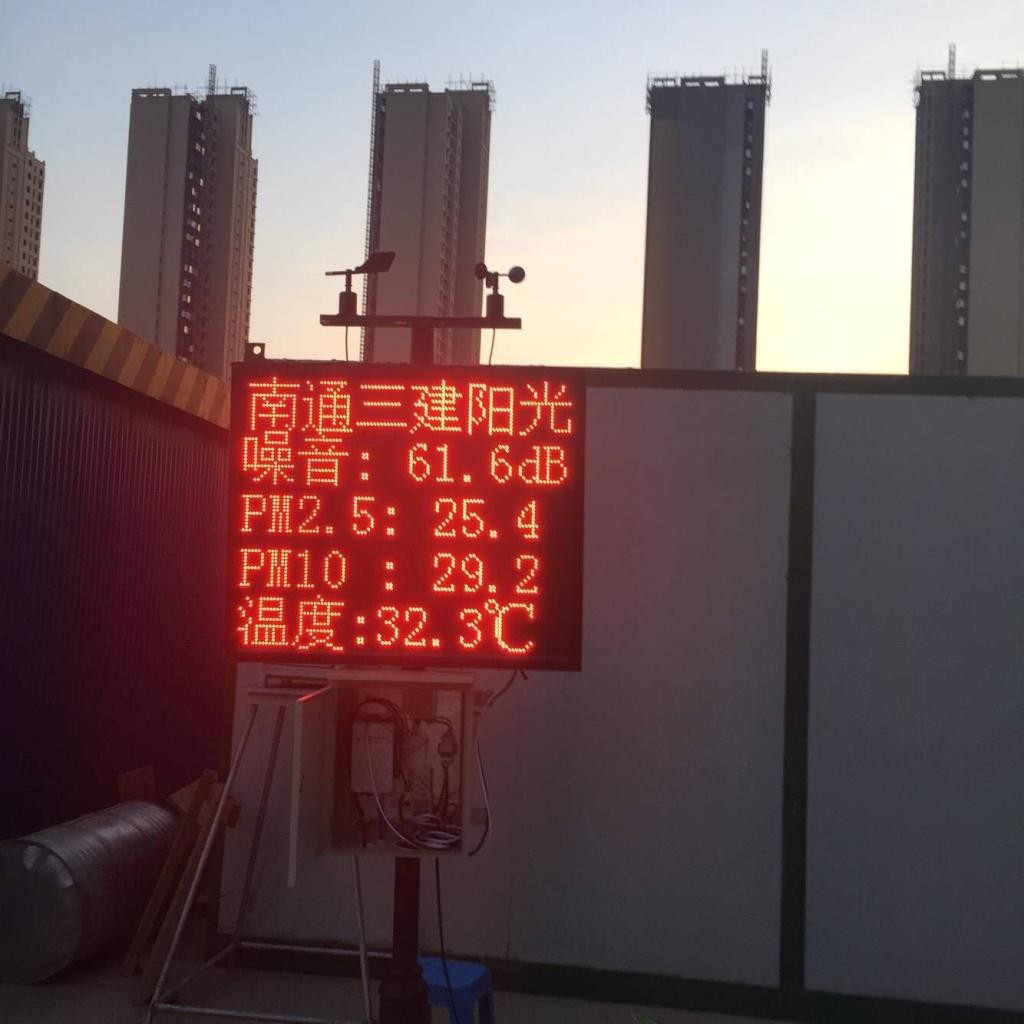 南通三建阳光
噪音: 61.6dB
PM2.5: 25.4
PM10 : 29.2
温度:32.3℃